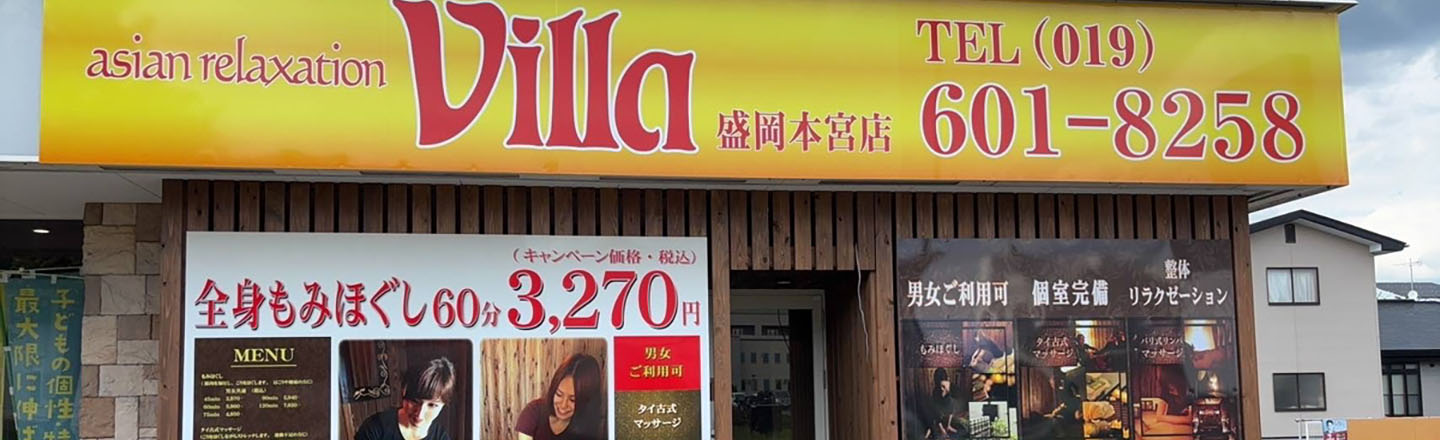 asian relaxation
Villa
盛岡本宮店
TEL(019)
601-8258
(キャンペーン価格・税込)
全身もみほぐし60分3,270円
MENU
もみほぐし
男女
ご利用可
タイ古式
マッサージ
男女ご利用可
個室完備
整体
リラクゼーション
もみほぐし
タイ古式
マッサージ
バリ式リンパ
マッサージ
子どもの個性・
最大限に伸ば